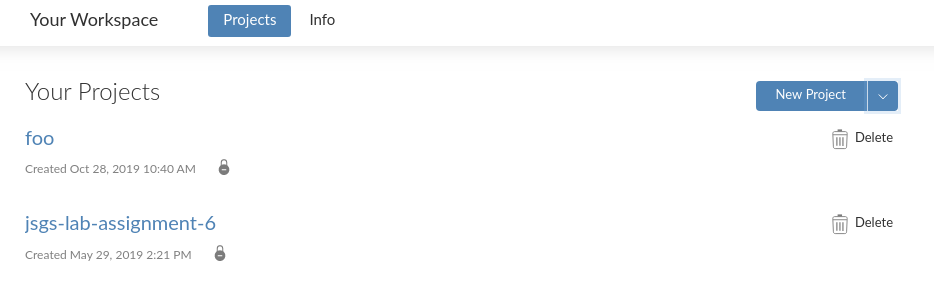 Your Workspace Projects Info
Your Projects New Project
foo Delete
Created Oct 28, 2019 10:40 AM
jsgs-lab-assignment-6 Delete
Created May 29, 2019 2:21 PM